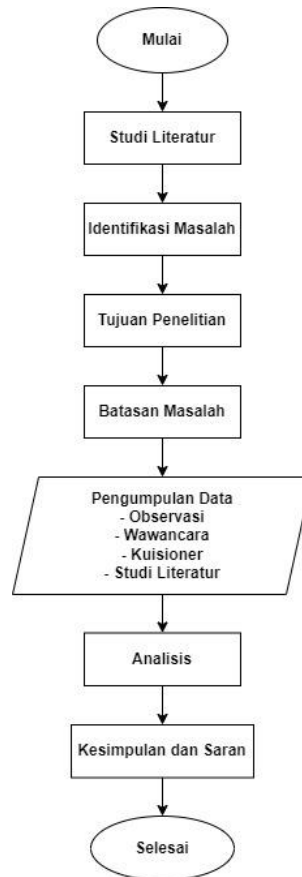 Mulai
Studi Literatur
Identifikasi Masalah
Tujuan Penelitian
Batasan Masalah
Pengumpulan Data
- Observasi
- Wawancara
- Kuisioner
- Studi Literatur
Analisis
Kesimpulan dan Saran
Selesai